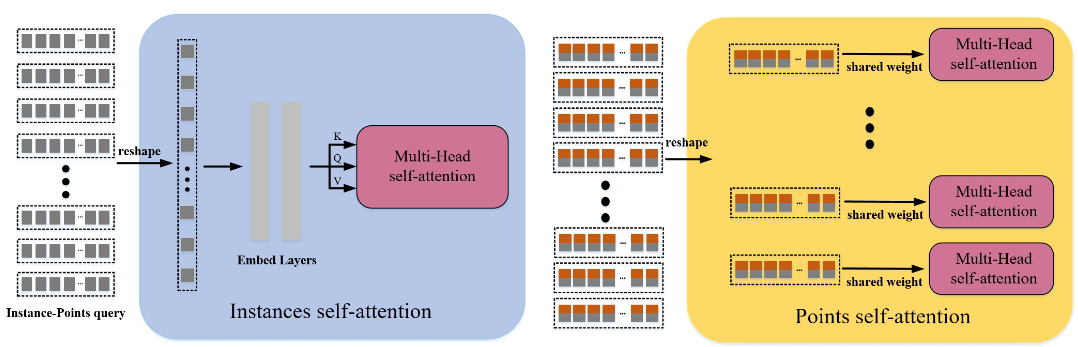 reshape
K
Q
V
Multi-Head
self-attention
Embed Layers
Instance-Points query
Instances self-attention
reshape
shared weight
Multi-Head
self-attention
shared weight
Multi-Head
self-attention
shared weight
Multi-Head
self-attention
Points self-attention